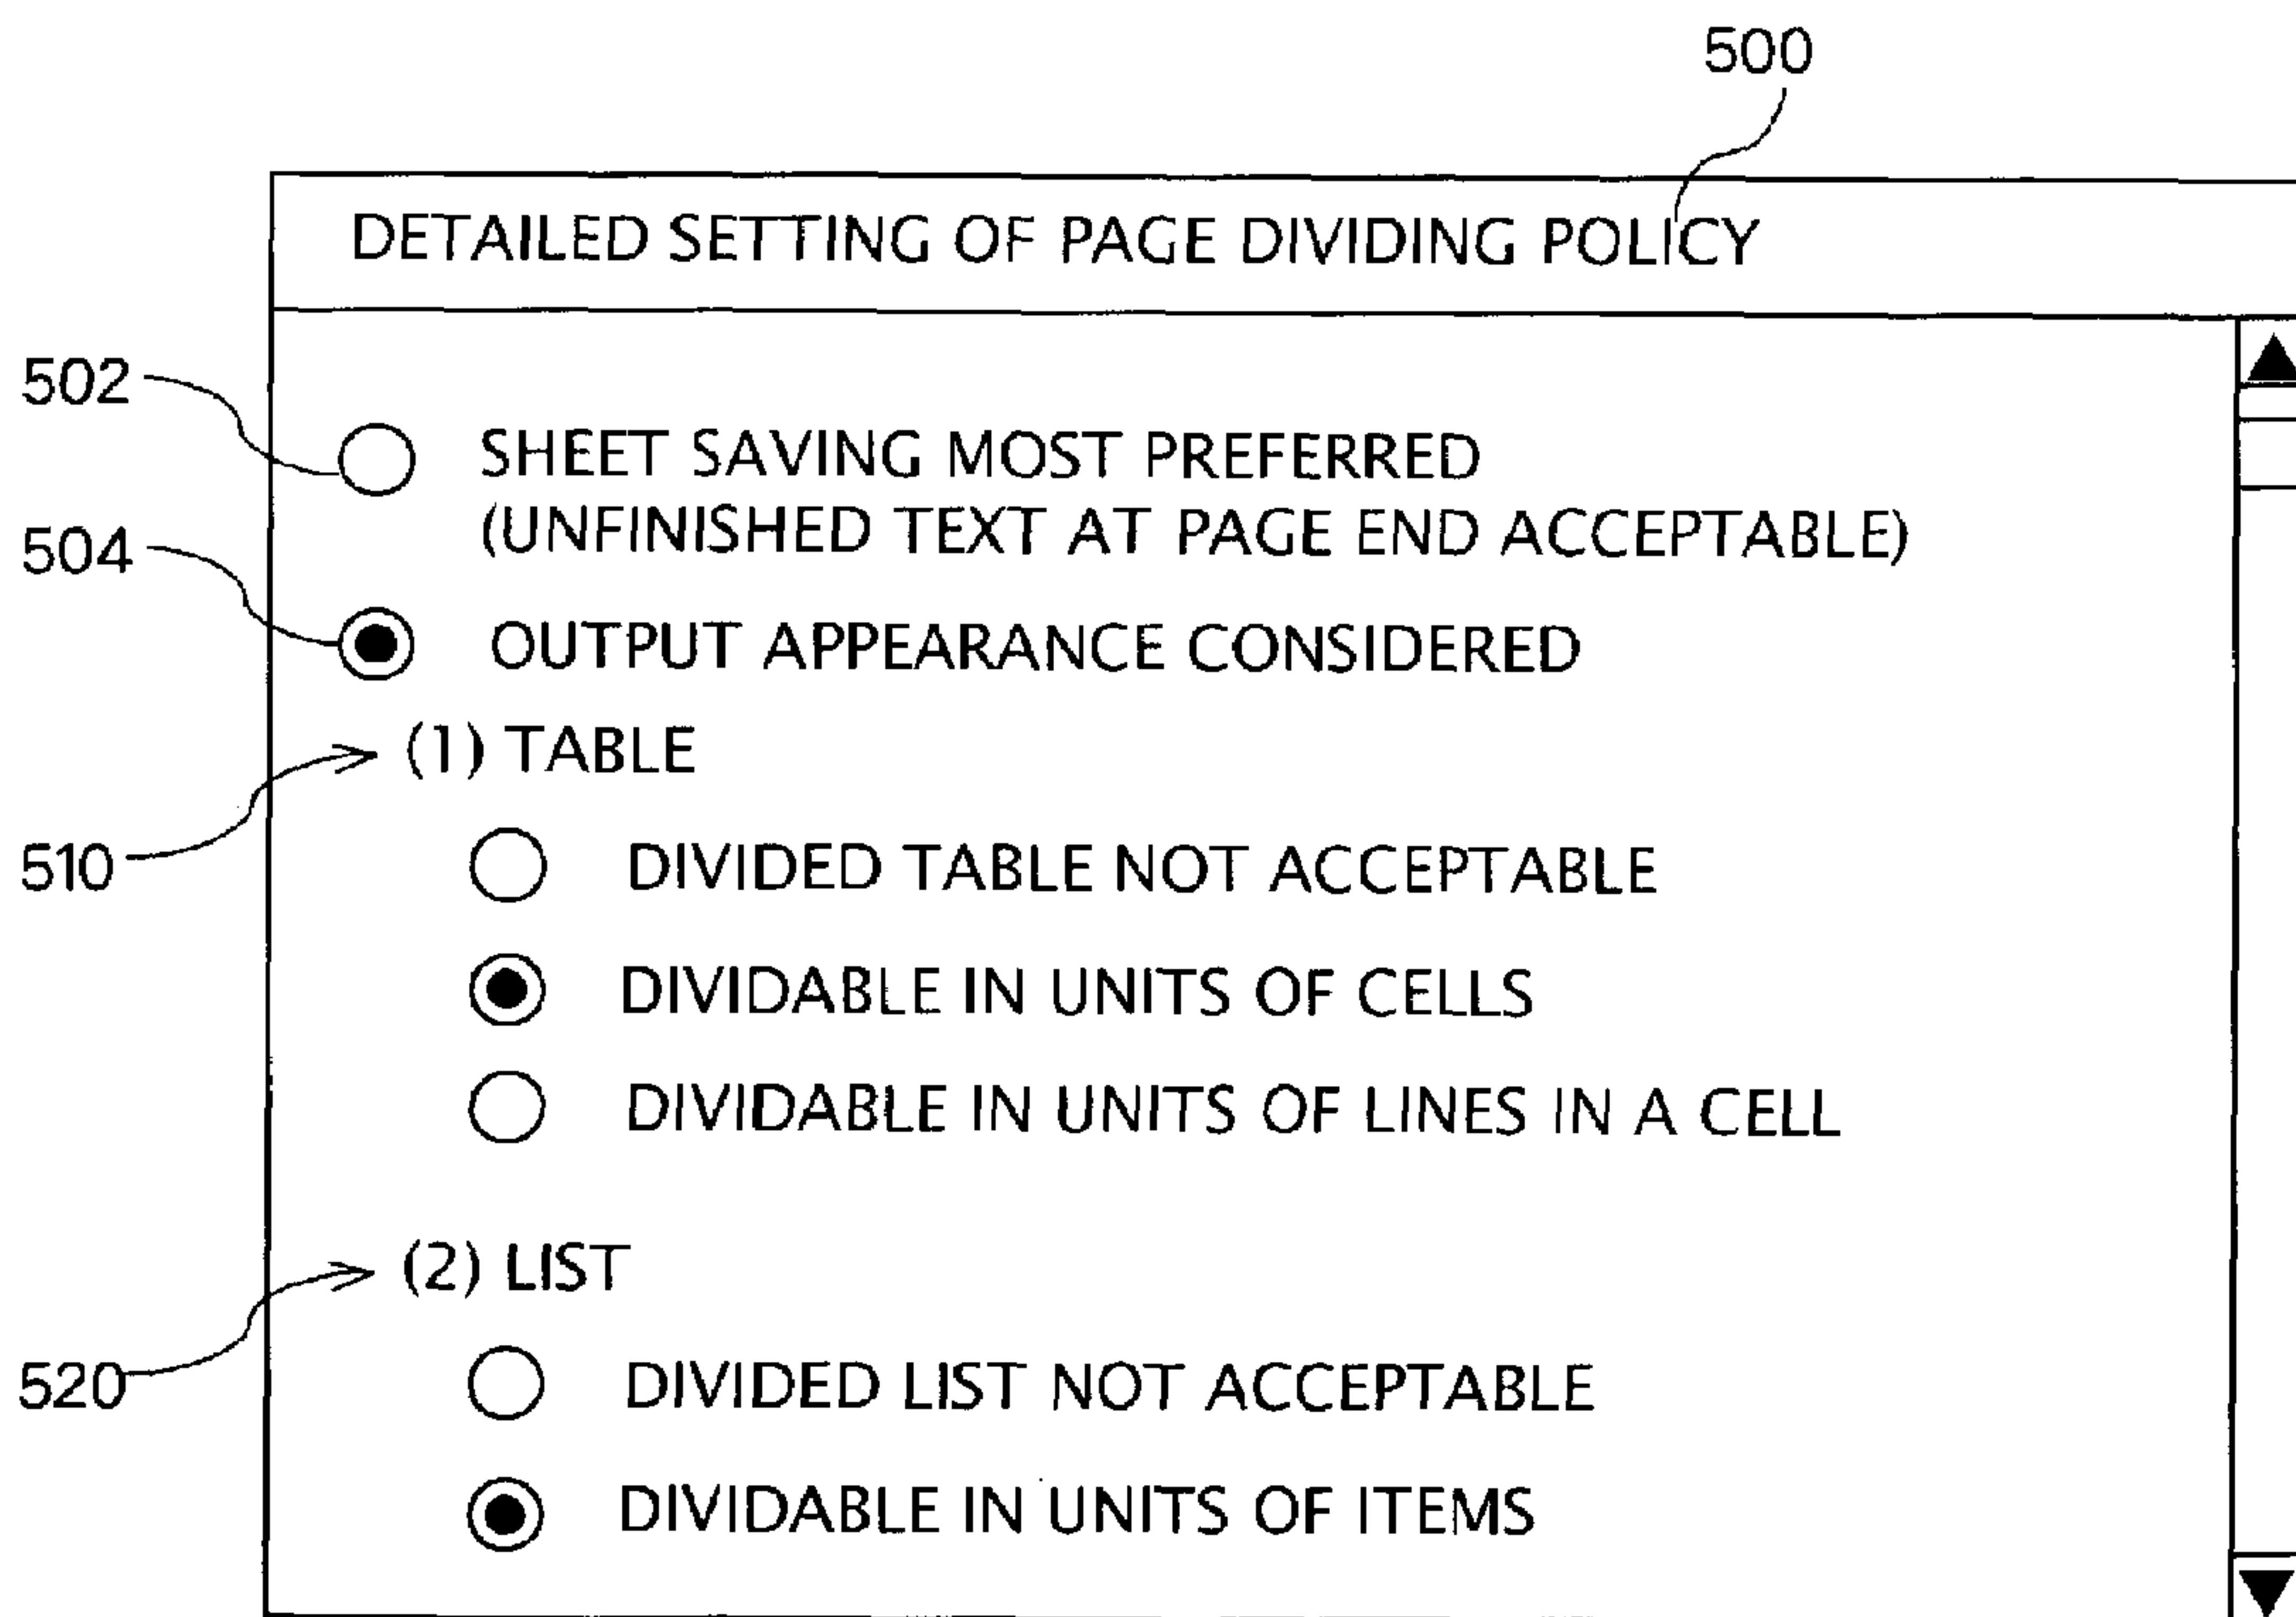 500
DETAILED SETTING OF PAGE DIVIDING POLICY
502
SHEET SAVING MOST PREFERRED
(UNFINISHED TEXT AT PAGE END ACCEPTABLE)
504
OUTPUT APPEARANCE CONSIDERED
(1) TABLE
510
DIVIDED TABLE NOT ACCEPTABLE
DIVIDABLE IN UNITS OF CELLS
DIVIDABLE IN UNITS OF LINES IN A CELL
(2) LIST
520
DIVIDED LIST NOT ACCEPTABLE
DIVIDABLE IN UNITS OF ITEMS